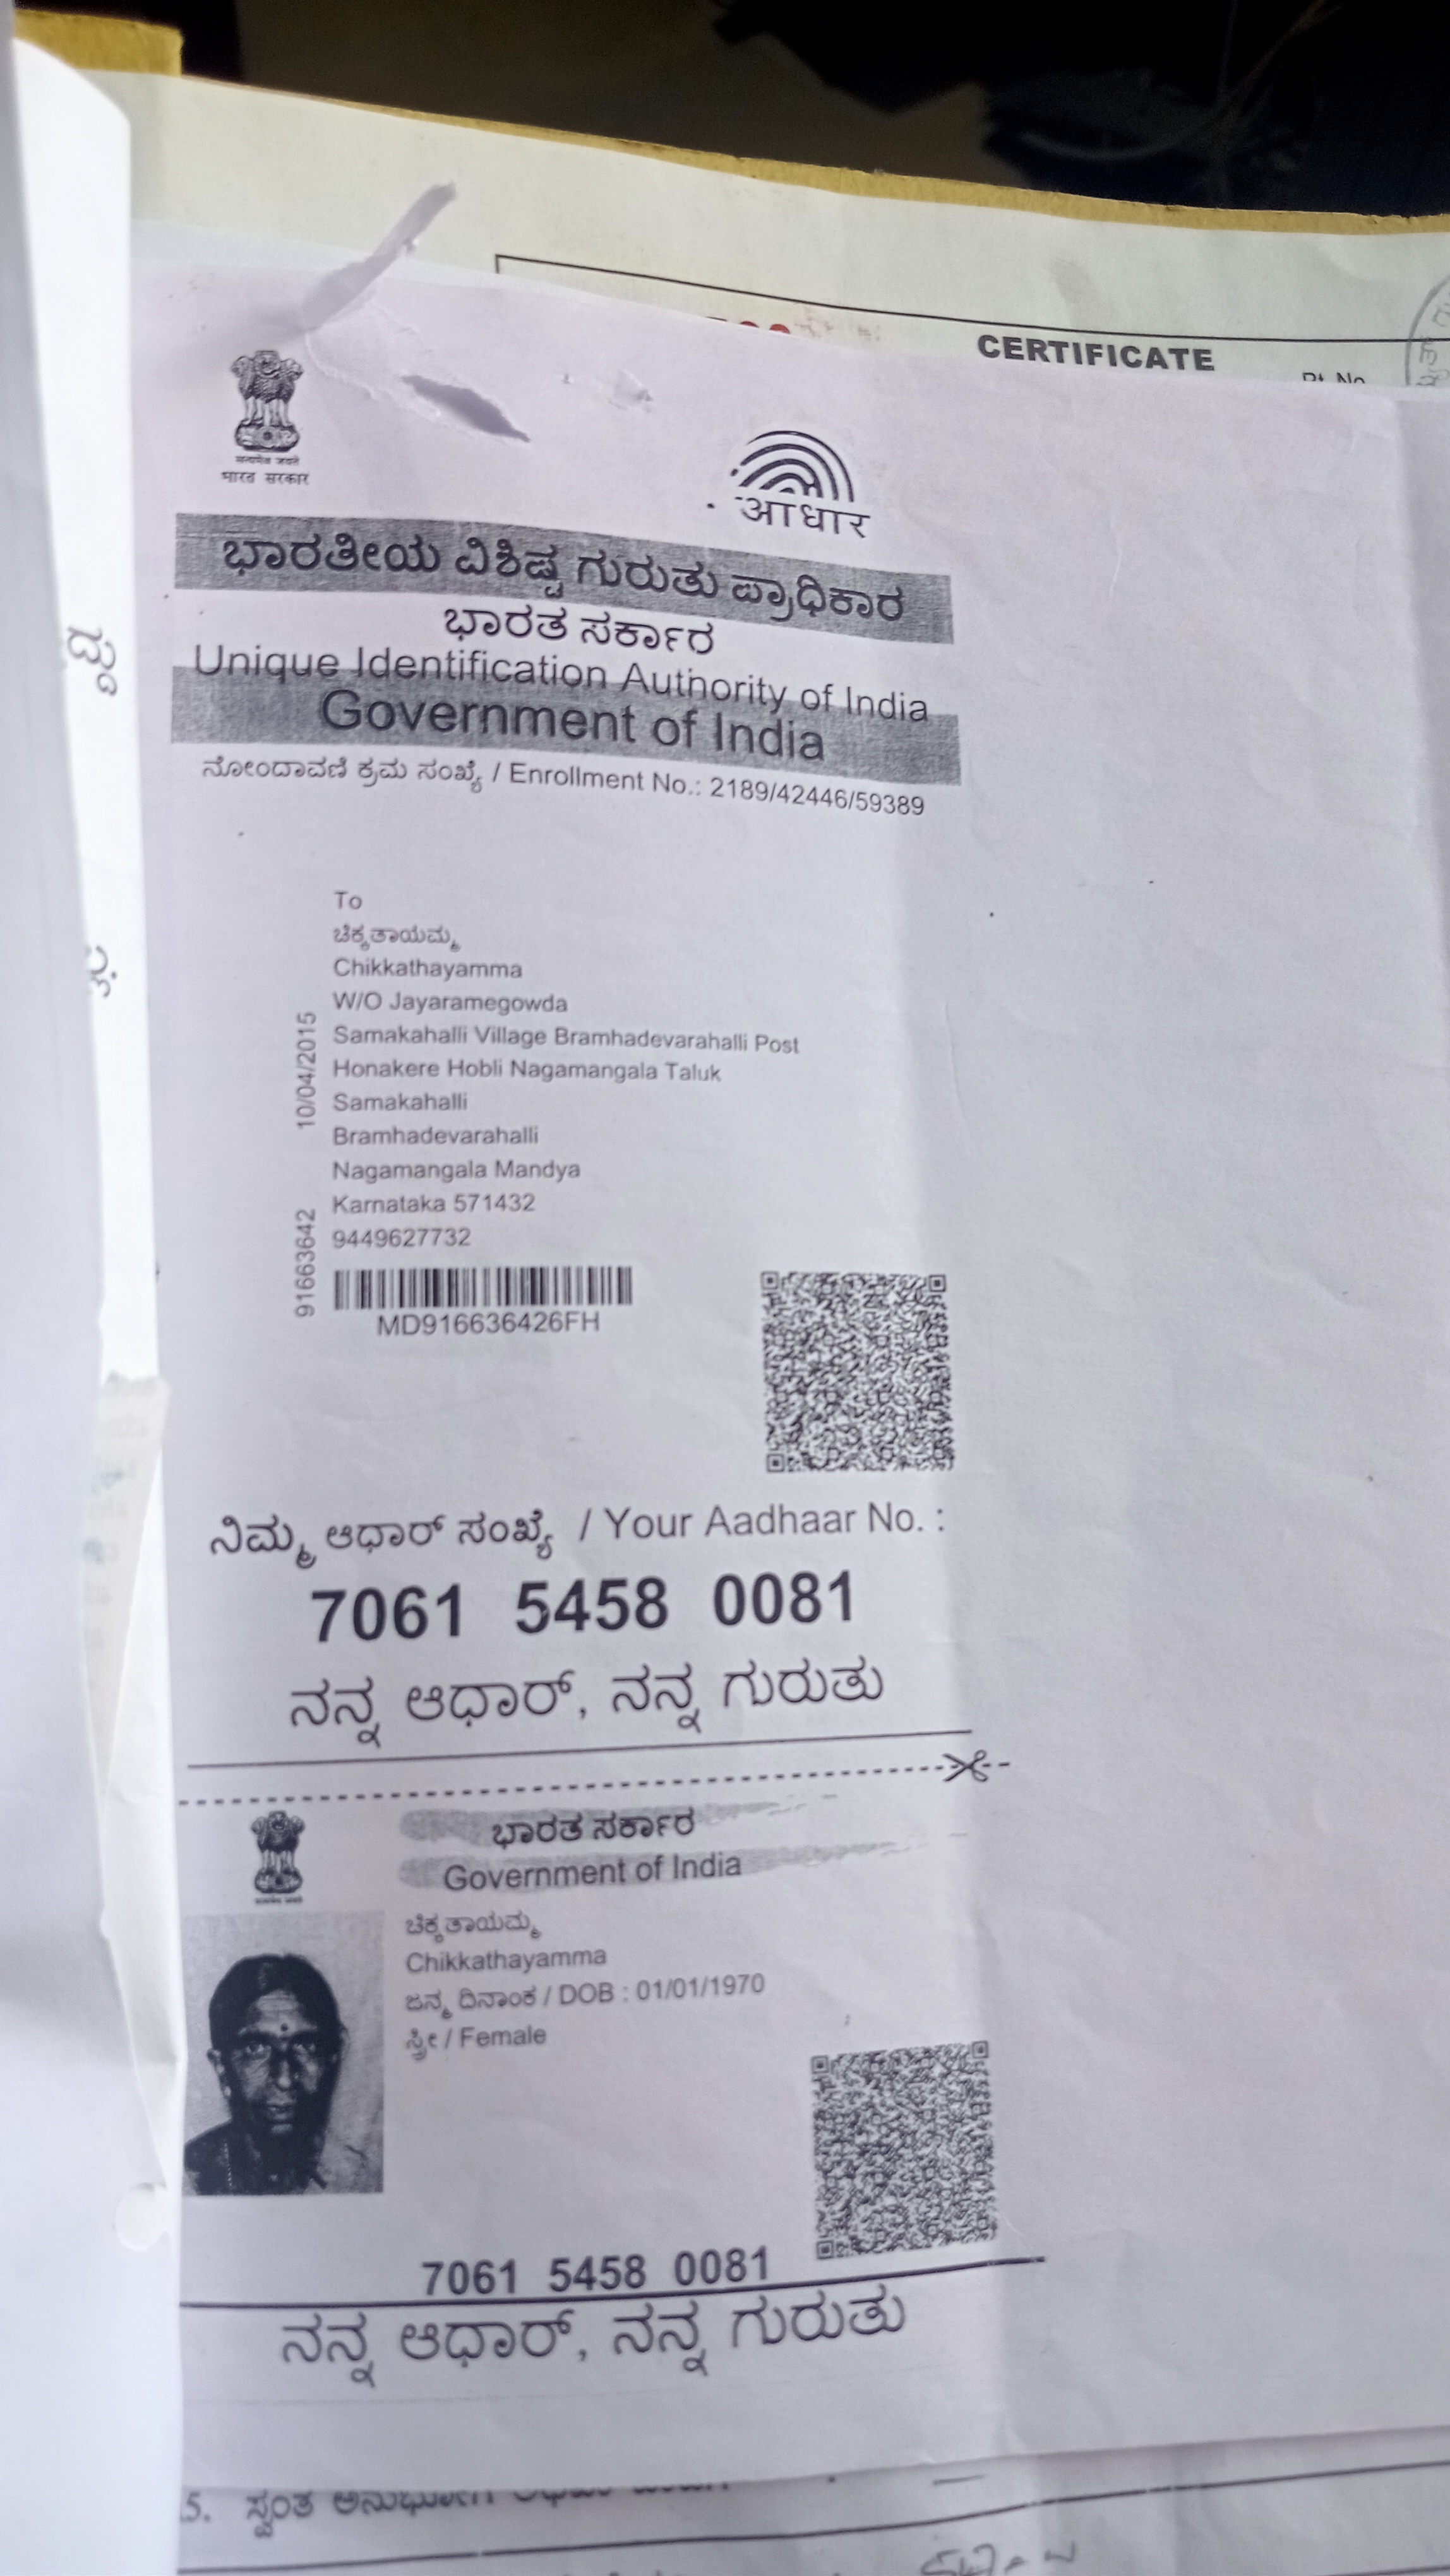 CERTIFICATE
सत्यमेव जयते
भारत सरकार
आधार
ಭಾರತೀಯ ವಿಶಿಷ್ಟ ಗುರುತು ಪ್ರಾಧಿಕಾರ
ಭಾರತ ಸರ್ಕಾರ
Unique Identification Authority of India
Government of India
ನೋಂದಾವಣಿ ಕ್ರಮ ಸಂಖ್ಯೆ / Enrollment No.: 2189/42446/59389
To
ಚಿಕ್ಕತಾಯಮ್ಮ
Chikkathayamma
W/O Jayaramegowda
Samakahalli Village Bramhadevarahalli Post
Honakere Hobli Nagamangala Taluk
Samakahalli
Bramhadevarahalli
Nagamangala Mandya
Karnataka 571432
9449627732
10/04/2015
91663642
MD916636426FH
ನಿಮ್ಮ ಆಧಾರ್ ಸಂಖ್ಯೆ / Your Aadhaar No. :
7061 5458 0081
ನನ್ನ ಆಧಾರ್, ನನ್ನ ಗುರುತು
ಭಾರತ ಸರ್ಕಾರ
Government of India
ಚಿಕ್ಕತಾಯಮ್ಮ
Chikkathayamma
ಜನ್ಮ ದಿನಾಂಕ / DOB : 01/01/1970
ಸ್ತ್ರೀ / Female
7061 5458 0081
ನನ್ನ ಆಧಾರ್, ನನ್ನ ಗುರುತು
5. ಸ್ವಂತ